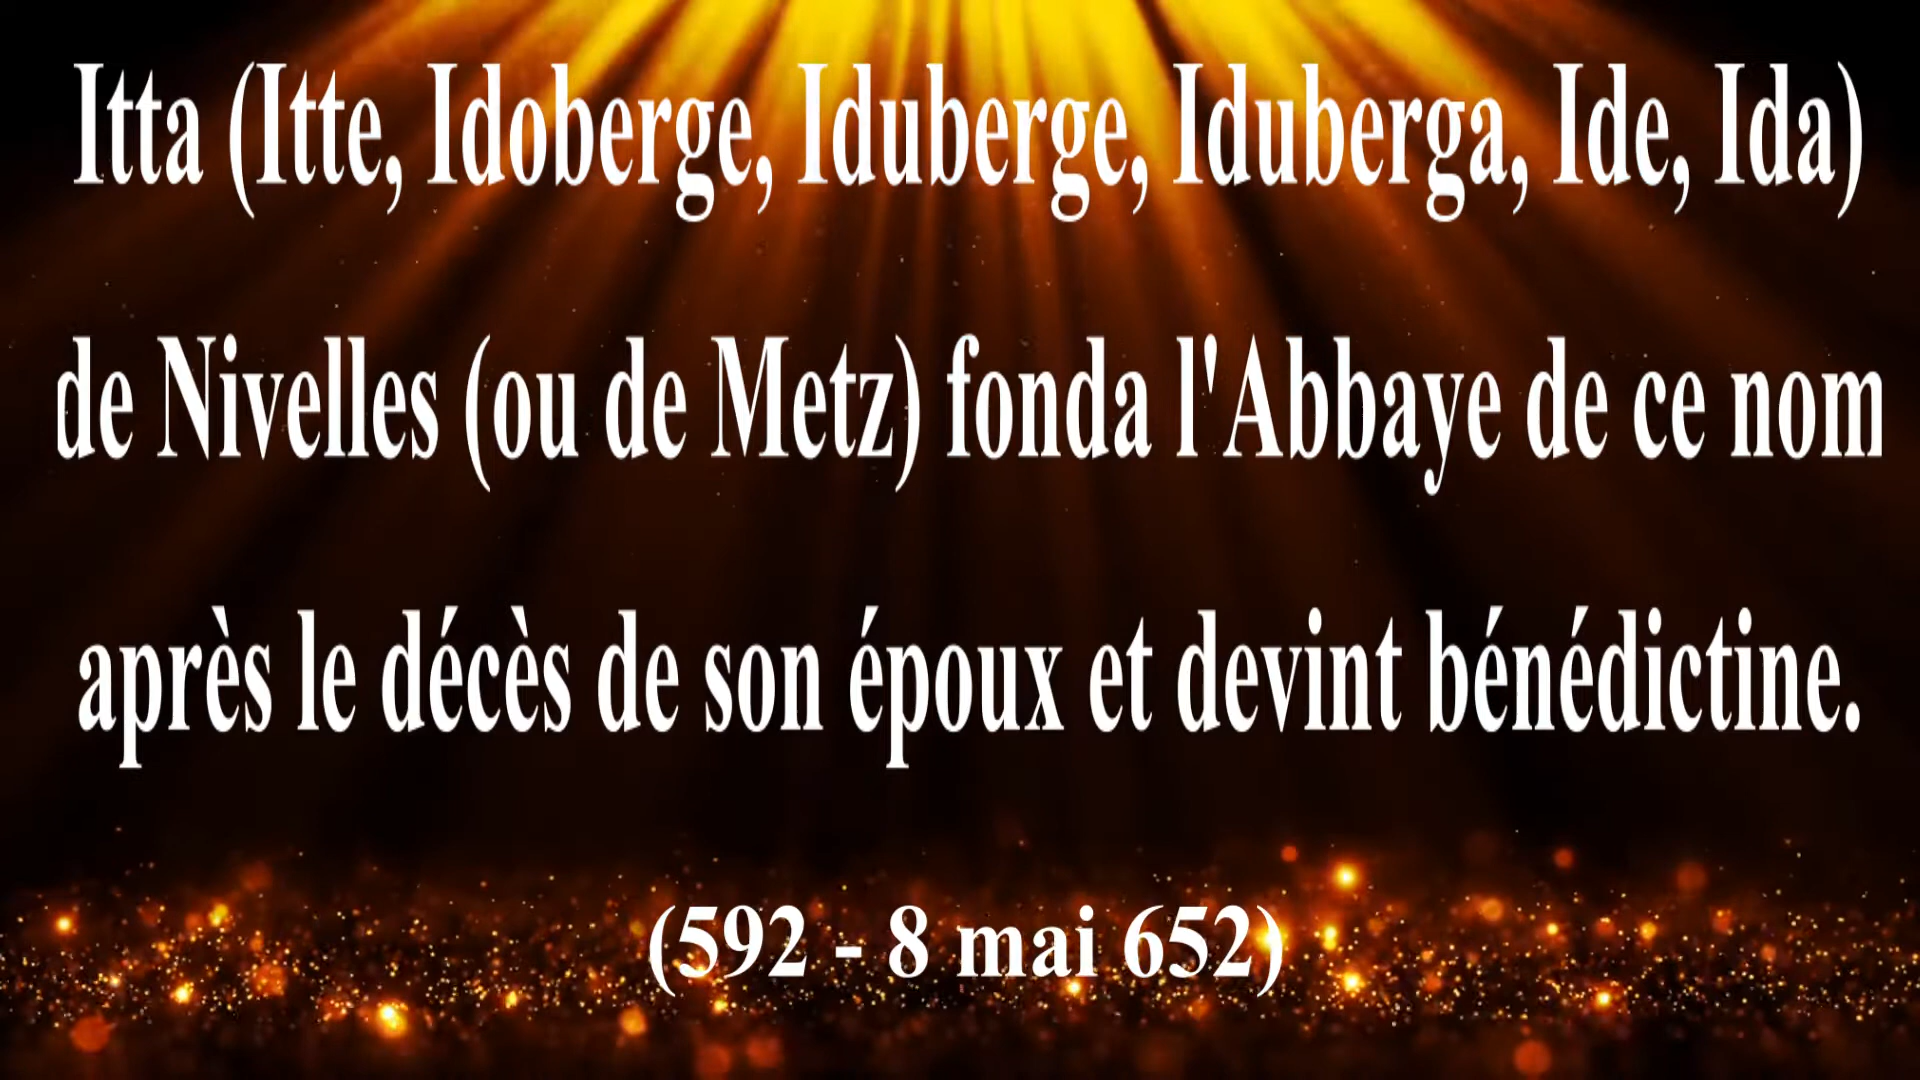 Itta (Itte, Idoberge, Iduberge, Iduberga, Ide, Ida)
de Nivelles (ou de Metz) fonda l'Abbaye de ce nom
après le décès de son époux et devint bénédictine.
(592 - 8 mai 652)